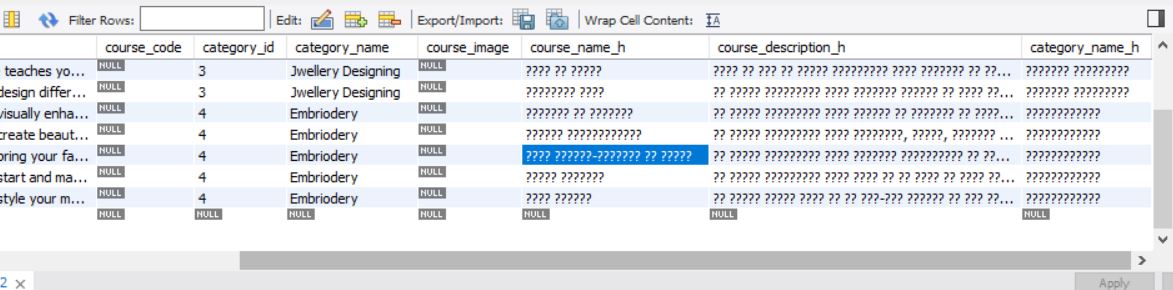 Filter Rows: Edit: Export/Import: Wrap Cell Content: IA
course_code category_id category_name course_image course_name_h course_description_h category_name_h
teaches yo... NULL 3 Jwellery Designing NULL ???? ?? ????? ???? ?? ??? ?? ????? ????????? ???? ??????? ?? ??... ??????? ?????????
design differ... NULL 3 Jwellery Designing NULL ???????? ???? ?? ????? ????????? ???? ??????? ?????? ?? ???? ??... ??????? ?????????
visually enha... NULL 4 Embriodery NULL ??????? ?? ??????? ?? ????? ????????? ???? ?????? ?? ??????? ?? ????... ????????????
create beaut... NULL 4 Embriodery NULL ?????? ???????????? ?? ????? ????????? ???? ????????, ?????, ??????? ... ????????????
bring your fa... NULL 4 Embriodery NULL ???? ??????-??????? ?? ????? ?? ????? ????????? ???? ??????? ?????????? ?? ??... ????????????
start and ma... NULL 4 Embriodery NULL ????? ??????? ?? ????? ????????? ???? ???? ?? ?? ???? ?? ???? ??... ????????????
style your m... NULL 4 Embriodery NULL ???? ?????? ?? ????? ????? ???? ?? ?? ???-??? ?????? ?? ??? ??... ????????????
NULL NULL NULL NULL NULL NULL NULL
2 Apply